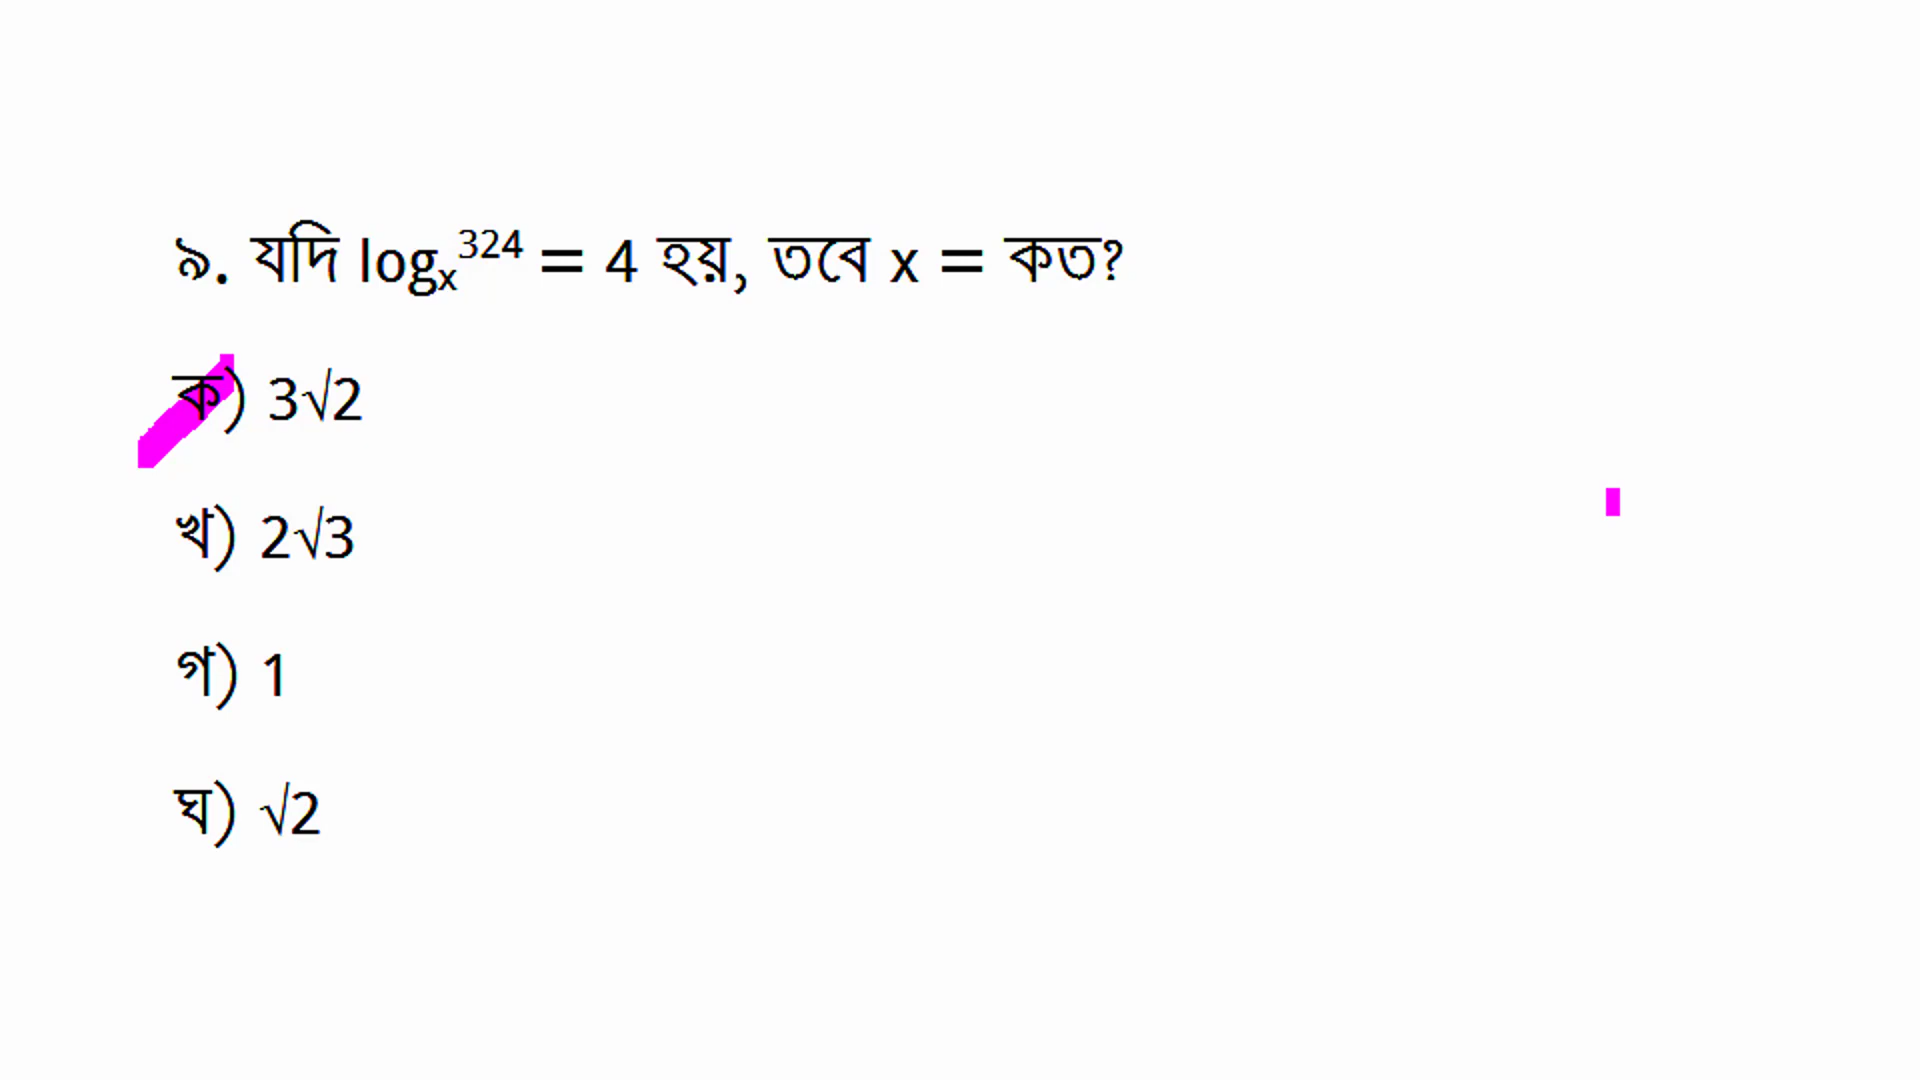 ৯. যদি logₓ³²⁴ = 4 হয়, তবে x = কত?
ক) 3√2
খ) 2√3
গ) 1
ঘ) √2